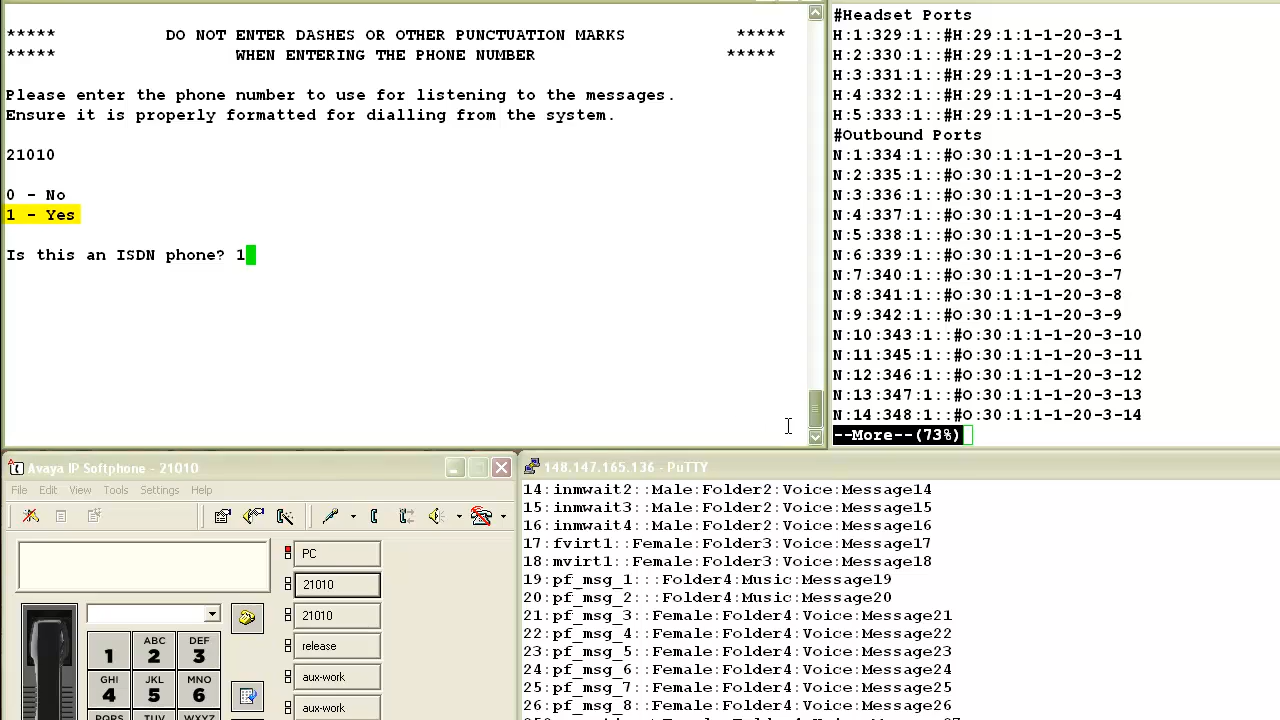 ***** DO NOT ENTER DASHES OR OTHER PUNCTUATION MARKS *****
***** WHEN ENTERING THE PHONE NUMBER *****
Please enter the phone number to use for listening to the messages.
Ensure it is properly formatted for dialling from the system.
21010
0 - No
1 - Yes
Is this an ISDN phone? 1
#Headset Ports
H:1:329:1::#H:29:1:1-1-20-3-1
H:2:330:1::#H:29:1:1-1-20-3-2
H:3:331:1::#H:29:1:1-1-20-3-3
H:4:332:1::#H:29:1:1-1-20-3-4
H:5:333:1::#H:29:1:1-1-20-3-5
#Outbound Ports
N:1:334:1::#O:30:1:1-1-20-3-1
N:2:335:1::#O:30:1:1-1-20-3-2
N:3:336:1::#O:30:1:1-1-20-3-3
N:4:337:1::#O:30:1:1-1-20-3-4
N:5:338:1::#O:30:1:1-1-20-3-5
N:6:339:1::#O:30:1:1-1-20-3-6
N:7:340:1::#O:30:1:1-1-20-3-7
N:8:341:1::#O:30:1:1-1-20-3-8
N:9:342:1::#O:30:1:1-1-20-3-9
N:10:343:1::#O:30:1:1-1-20-3-10
N:11:345:1::#O:30:1:1-1-20-3-11
N:12:346:1::#O:30:1:1-1-20-3-12
N:13:347:1::#O:30:1:1-1-20-3-13
N:14:348:1::#O:30:1:1-1-20-3-14
--More--(73%)
Avaya IP Softphone - 21010
File Edit View Tools Settings Help
PC
21010
21010
release
aux-work
aux-work
1 ABC 2 DEF 3
GHI 4 JKL 5 MNO 6
PQRS TUV WXYZ
148.147.165.136 - PuTTY
14:inmwait2::Male:Folder2:Voice:Message14
15:inmwait3::Male:Folder2:Voice:Message15
16:inmwait4::Male:Folder2:Voice:Message16
17:fvirt1::Female:Folder3:Voice:Message17
18:mvirt1::Female:Folder3:Voice:Message18
19:pf_msg_1:::Folder4:Music:Message19
20:pf_msg_2:::Folder4:Music:Message20
21:pf_msg_3::Female:Folder4:Voice:Message21
22:pf_msg_4::Female:Folder4:Voice:Message22
23:pf_msg_5::Female:Folder4:Voice:Message23
24:pf_msg_6::Female:Folder4:Voice:Message24
25:pf_msg_7::Female:Folder4:Voice:Message25
26:pf_msg_8::Female:Folder4:Voice:Message26